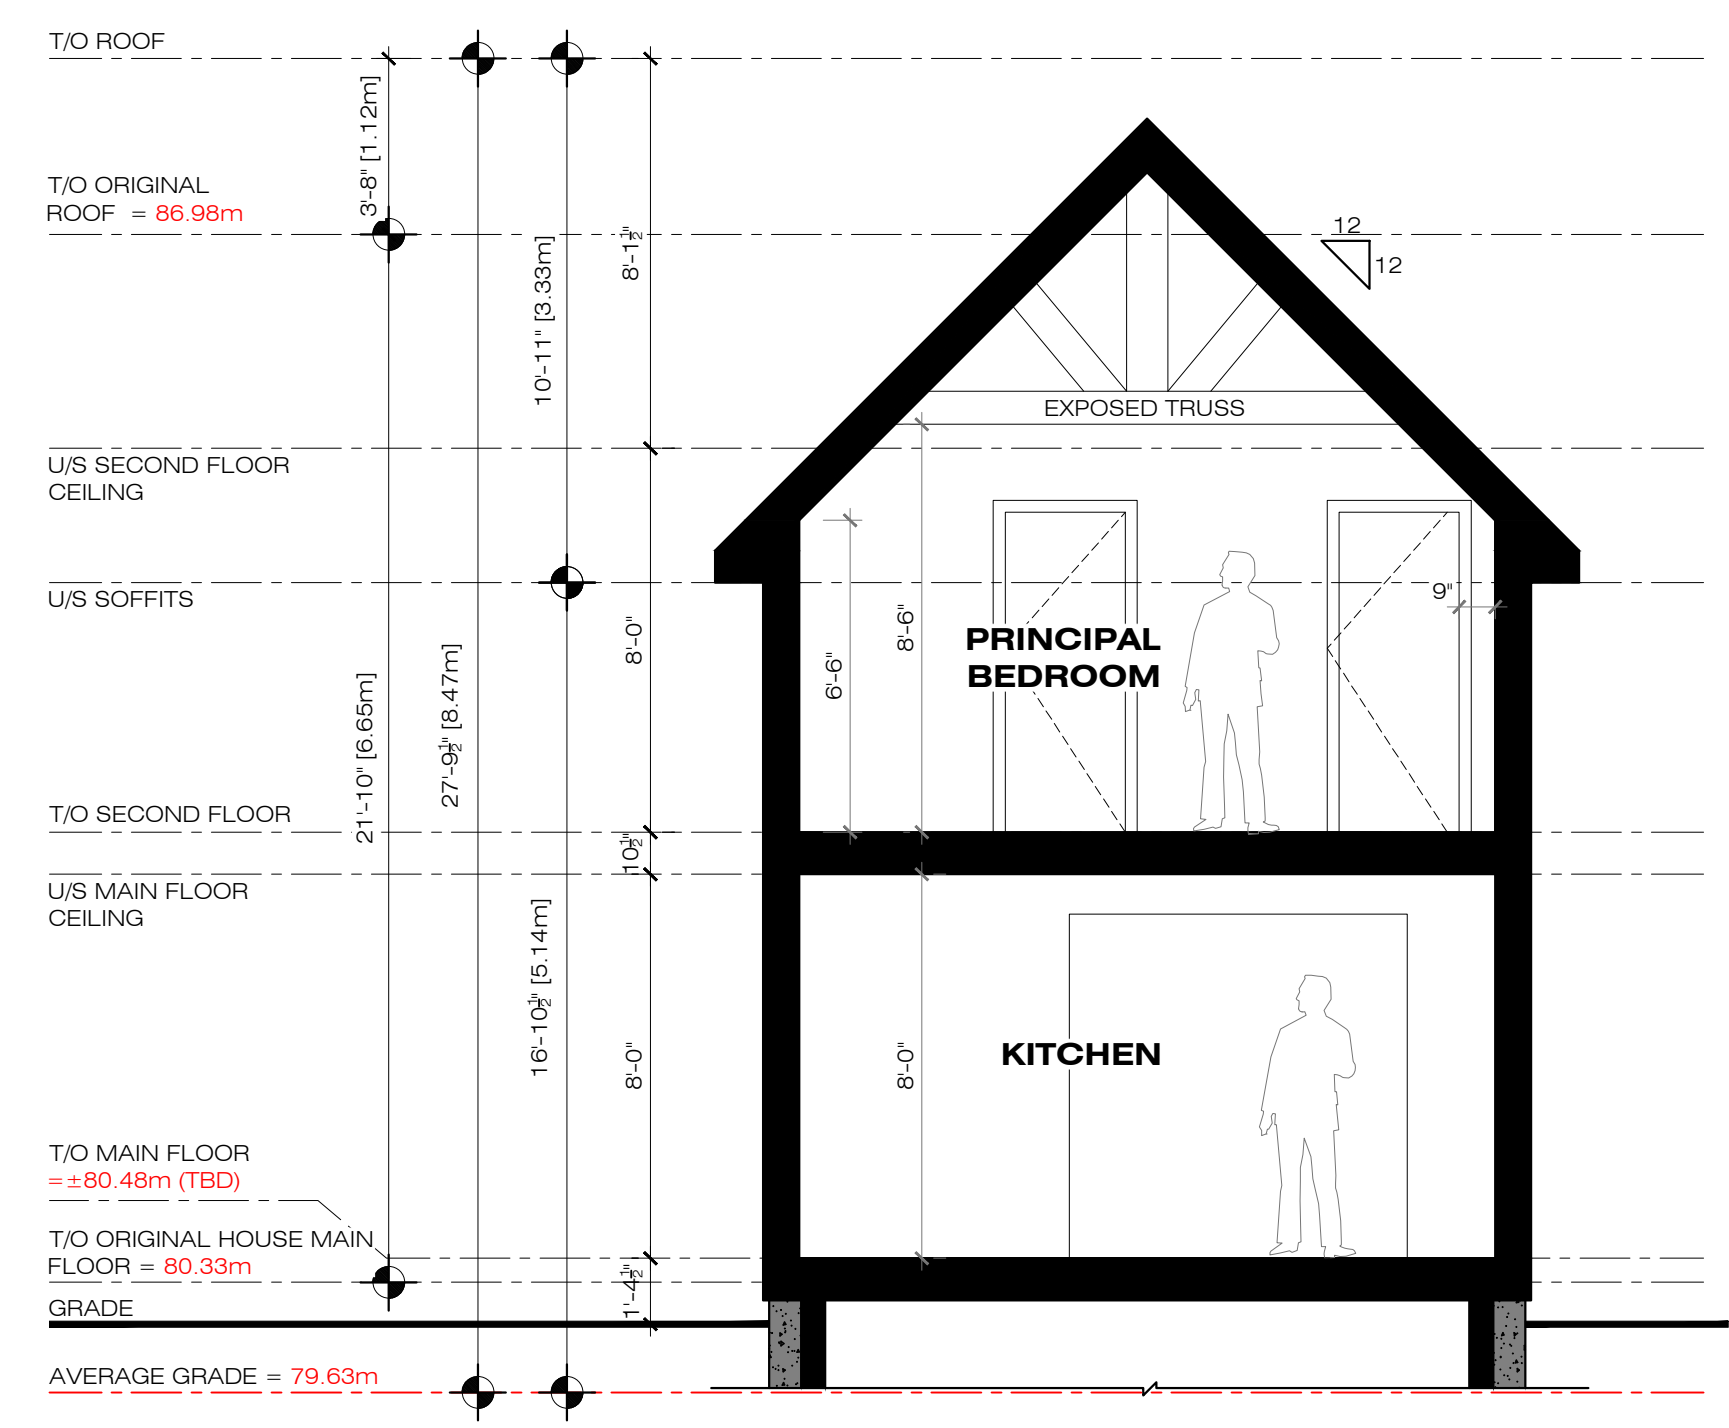 T/O ROOF
3'-8" [1.12m]
T/O ORIGINAL
ROOF = 86.98m
12
12
8'-1½"
10'-11" [3.33m]
EXPOSED TRUSS
U/S SECOND FLOOR
CEILING
U/S SOFFITS
9"
8'-0"
8'-6"
6'-6"
PRINCIPAL
BEDROOM
21'-10" [6.65m]
27'-9½" [8.47m]
T/O SECOND FLOOR
10½"
U/S MAIN FLOOR
CEILING
16'-10½" [5.14m]
8'-0"
8'-0"
KITCHEN
T/O MAIN FLOOR
=±80.48m (TBD)
T/O ORIGINAL HOUSE MAIN
FLOOR = 80.33m
1'-4½"
GRADE
AVERAGE GRADE = 79.63m